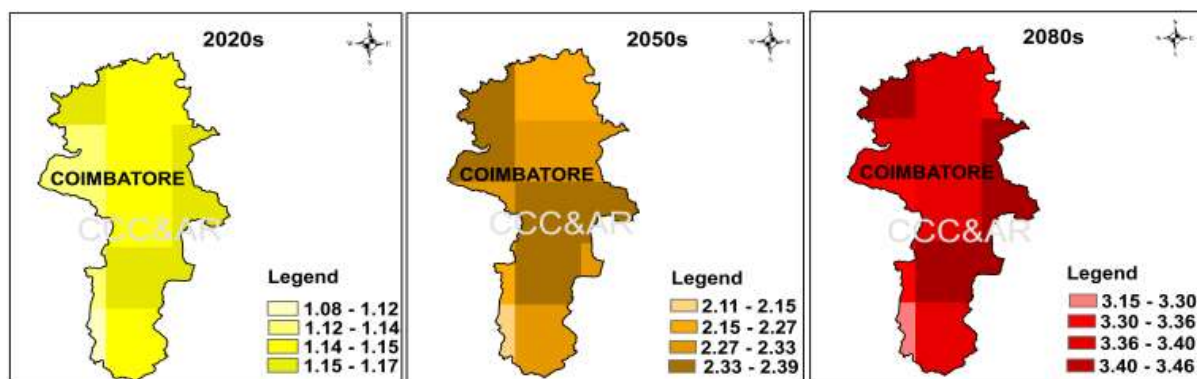 2020s
N
W E
S
COIMBATORE
CCC&AR
Legend
1.08 - 1.12
1.12 - 1.14
1.14 - 1.15
1.15 - 1.17
2050s
N
W E
S
COIMBATORE
CCC&AR
Legend
2.11 - 2.15
2.15 - 2.27
2.27 - 2.33
2.33 - 2.39
2080s
N
W E
S
COIMBATORE
CCC&AR
Legend
3.15 - 3.30
3.30 - 3.36
3.36 - 3.40
3.40 - 3.46